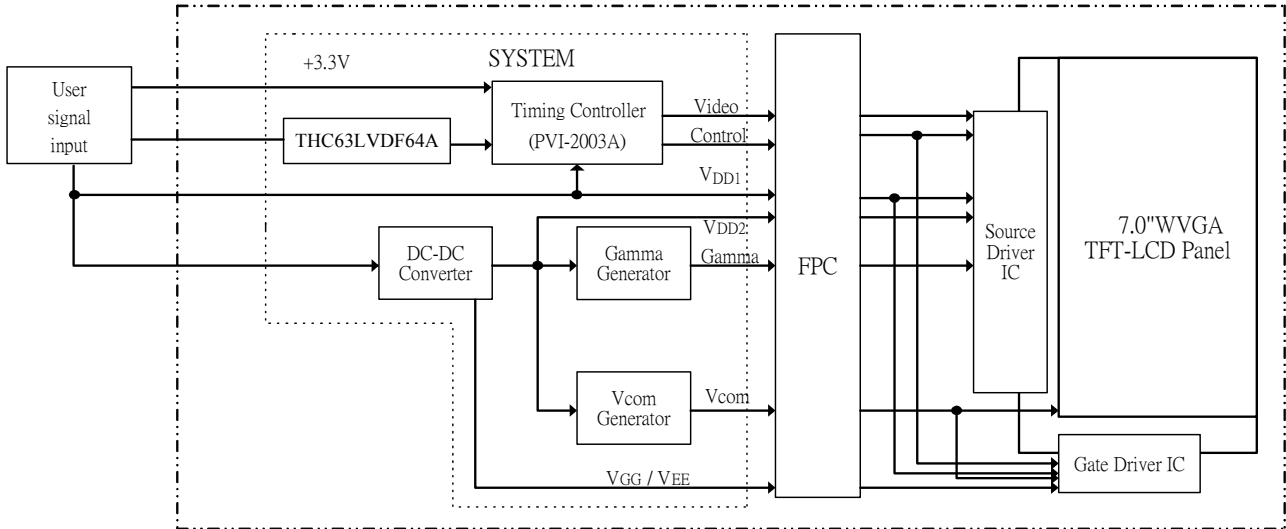 SYSTEM
+3.3V
User
signal
input
THC63LVDF64A
Timing Controller
(PVI-2003A)
Video
Control
VDD1
VDD2
DC-DC
Converter
Gamma
Generator
Gamma
Vcom
Generator
Vcom
VGG / VEE
FPC
Source
Driver
IC
7.0"WVGA
TFT-LCD Panel
Gate Driver IC